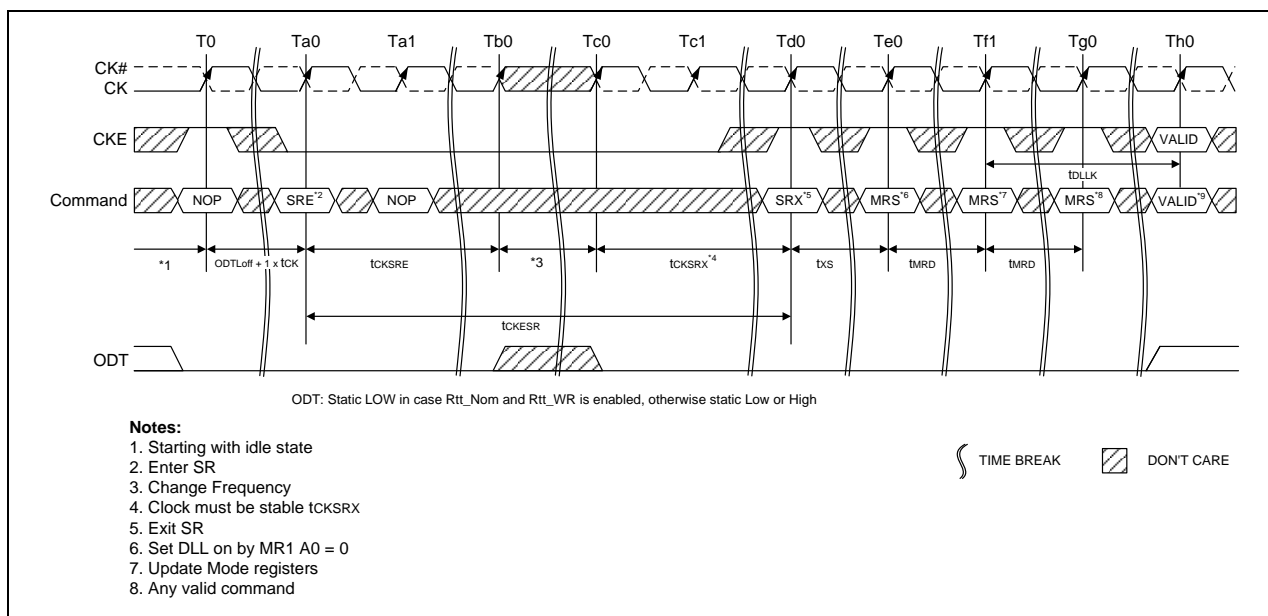 T0 Ta0 Ta1 Tb0 Tc0 Tc1 Td0 Te0 Tf1 Tg0 Th0
CK#
CK
CKE
VALID
tDLLK
Command
NOP SRE*2 NOP SRX*5 MRS*6 MRS*7 MRS*8 VALID*9
*1 ODTLoff + 1 x tCK tCKSRE *3 tCKSRX*4 tXS tMRD tMRD
tCKESR
ODT
ODT: Static LOW in case Rtt_Nom and Rtt_WR is enabled, otherwise static Low or High
Notes:
1. Starting with idle state
2. Enter SR
3. Change Frequency
4. Clock must be stable tCKSRX
5. Exit SR
6. Set DLL on by MR1 A0 = 0
7. Update Mode registers
8. Any valid command
TIME BREAK DON'T CARE